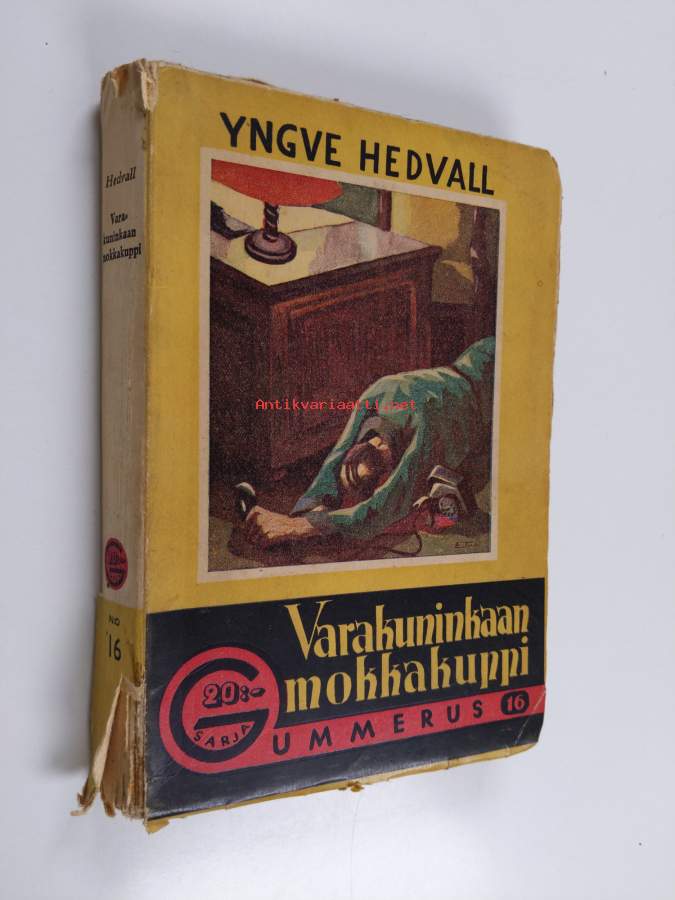 YNGVE HEDVALL
Hedvall
Vara-
kuninkaan
mokkakuppi
Antikvariaatti.net
Varakuninkaan
mokkakuppi
20:-
SARJA
GUMMERUS 16
NO
16